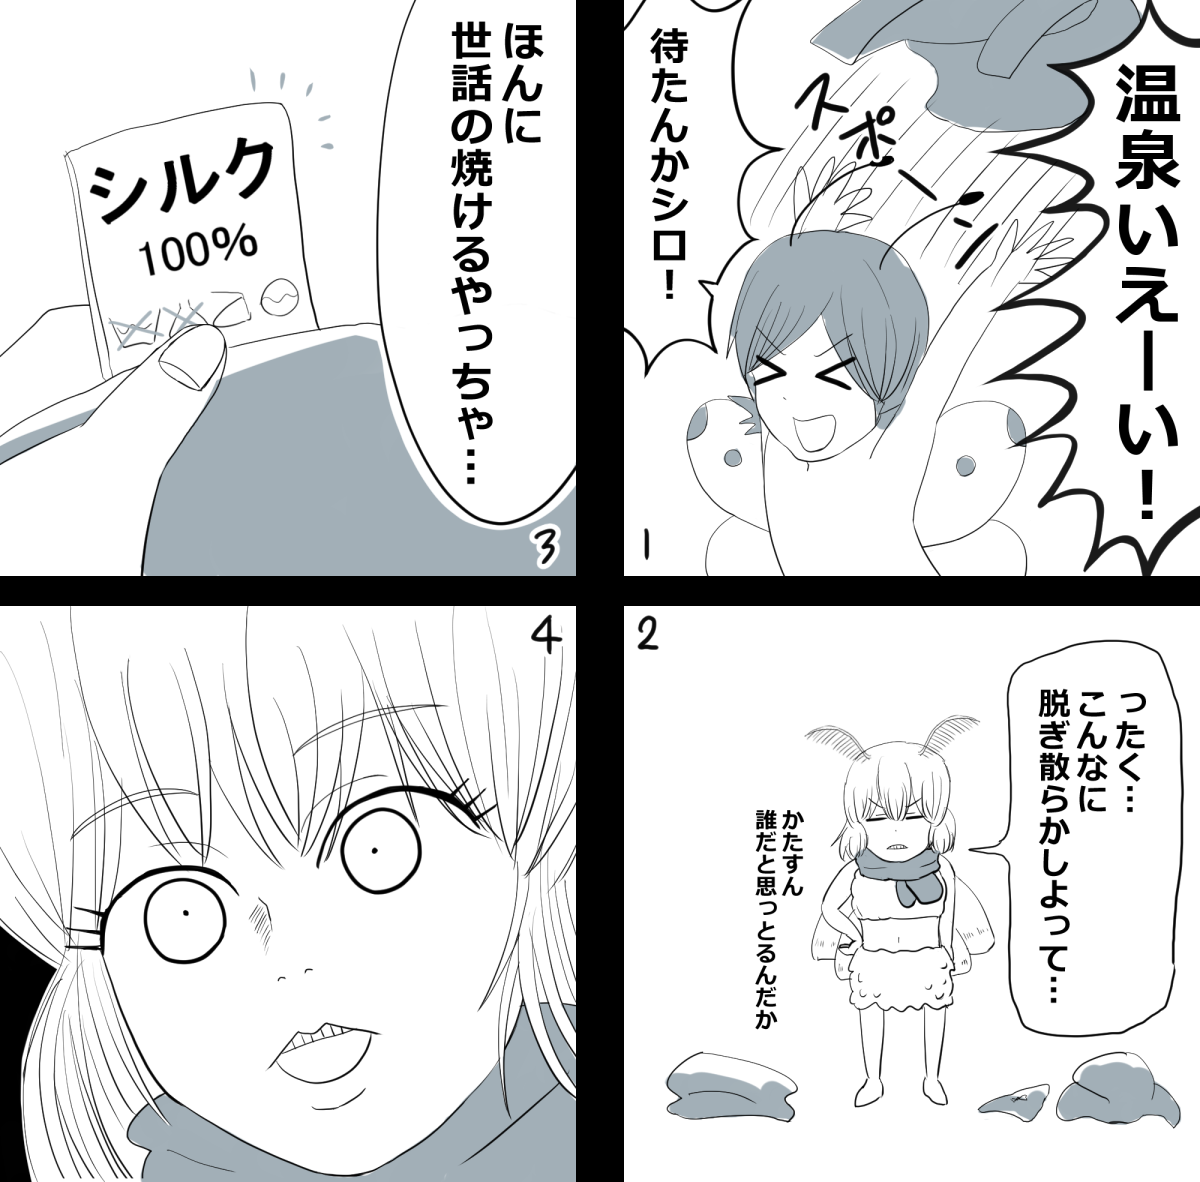 1
温泉いえーい!
スポーン
待たんかシロ!
2
ったく…
こんなに
脱ぎ散らかしよって…
かたすん
誰だと思っとるんだか
3
ほんに
世話の焼けるやっちゃ…
シルク
100%
4